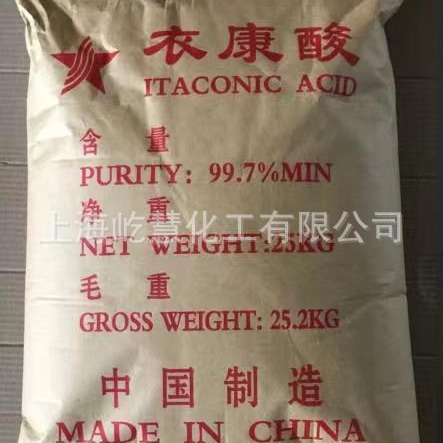 衣康酸
ITACONIC ACID
含 量
PURITY: 99.7%MIN
净 重
上海屹慧化工有限公司
NET WEIGHT:25KG
毛 重
GROSS WEIGHT: 25.2KG
中国制造
MADE IN CHINA